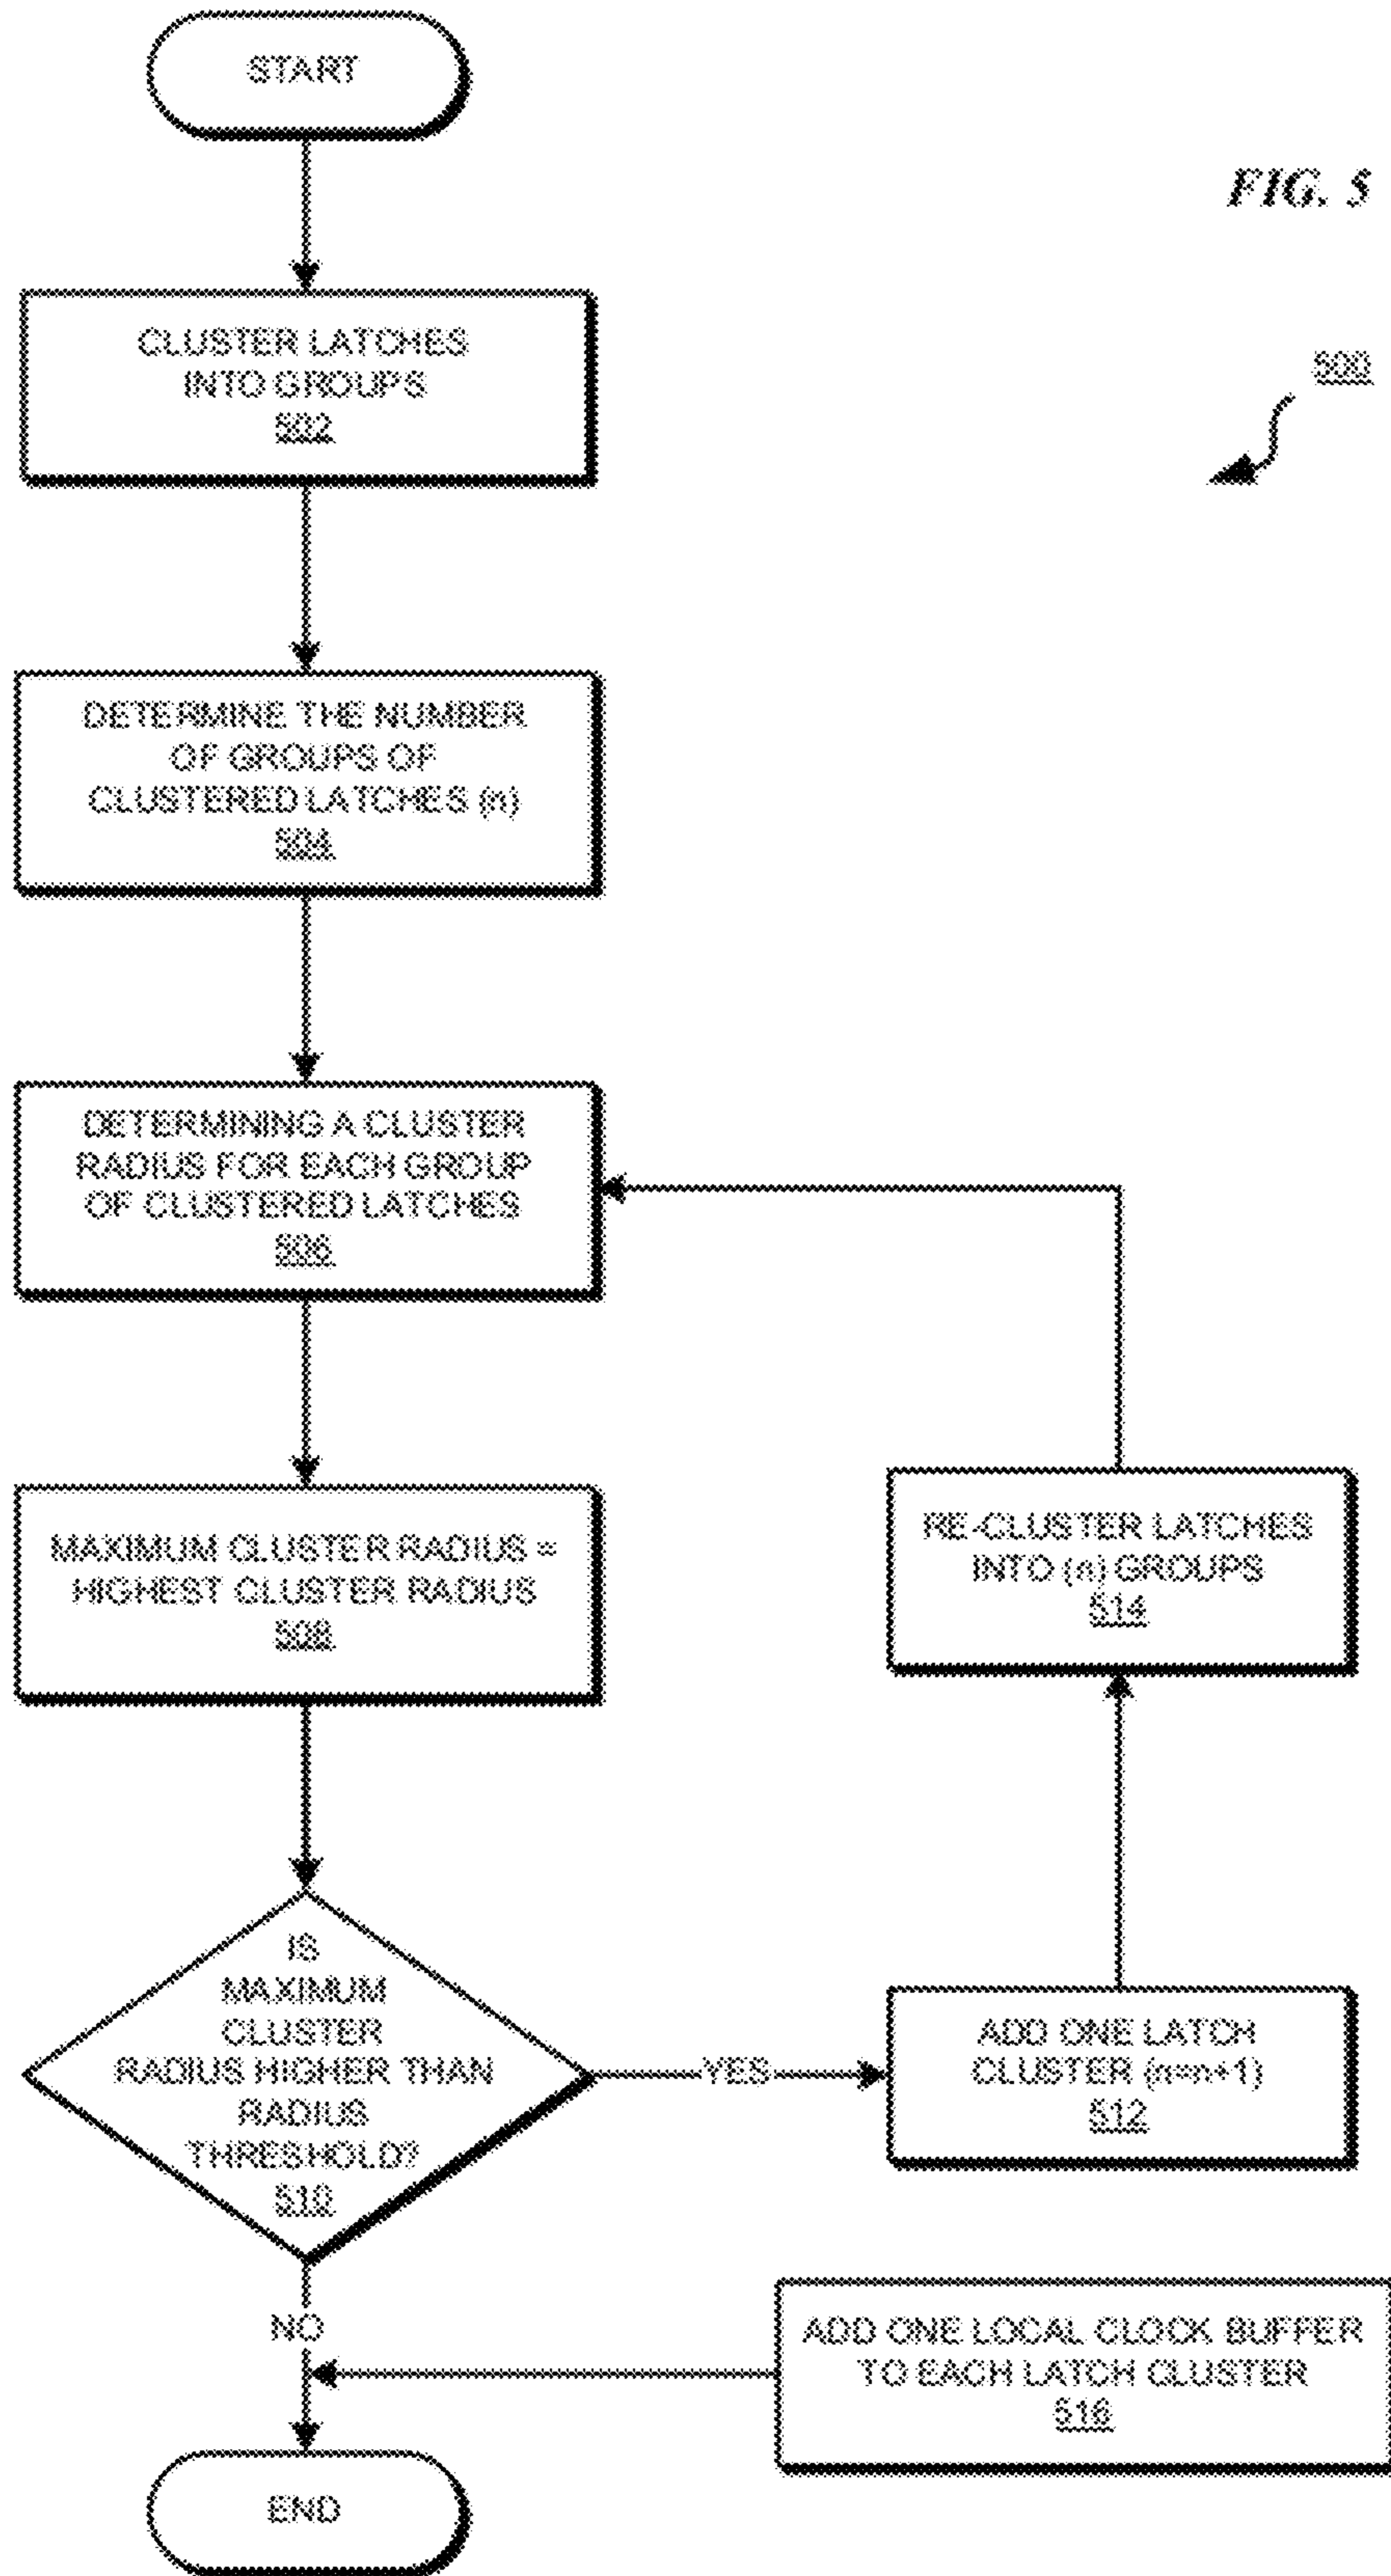 START
FIG. 5
500
CLUSTER LATCHES
INTO GROUPS
502
DETERMINE THE NUMBER
OF GROUPS OF
CLUSTERED LATCHES (n)
504
DETERMINING A CLUSTER
RADIUS FOR EACH GROUP
OF CLUSTERED LATCHES
506
MAXIMUM CLUSTER RADIUS =
HIGHEST CLUSTER RADIUS
508
RE-CLUSTER LATCHES
INTO (n) GROUPS
514
IS
MAXIMUM
CLUSTER
RADIUS HIGHER THAN
RADIUS
THRESHOLD?
510
YES
ADD ONE LATCH
CLUSTER (n=n+1)
512
NO
ADD ONE LOCAL CLOCK BUFFER
TO EACH LATCH CLUSTER
516
END